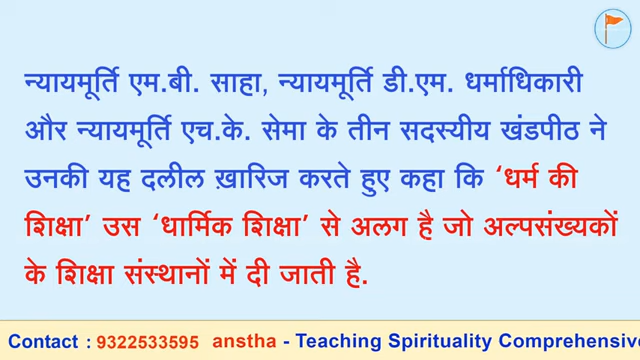 न्यायमूर्ति एम.बी. साहा, न्यायमूर्ति डी.एम. धर्माधिकारी
और न्यायमूर्ति एच.के. सेमा के तीन सदस्यीय खंडपीठ ने
उनकी यह दलील ख़ारिज करते हुए कहा कि ‘धर्म की
शिक्षा’ उस ‘धार्मिक शिक्षा’ से अलग है जो अल्पसंख्यकों
के शिक्षा संस्थानों में दी जाती है.
Contact : 9322533595 anstha - Teaching Spirituality Comprehensive